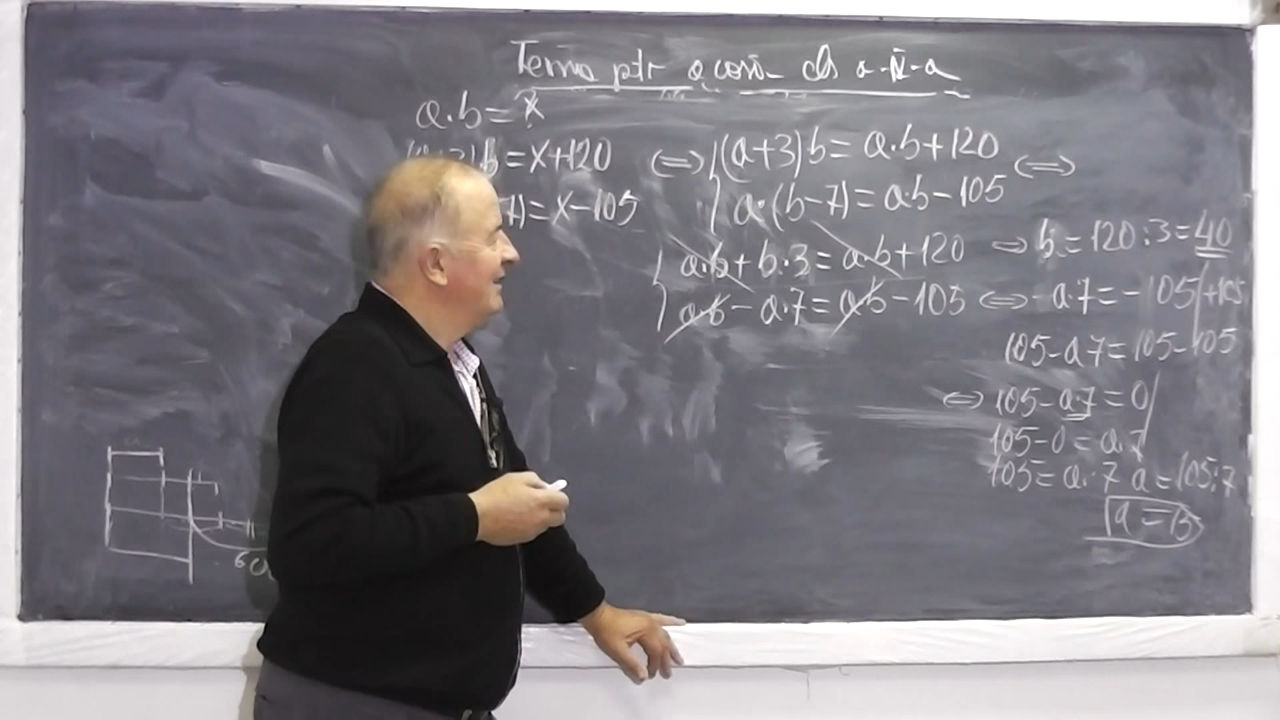 Tema ptr acasă cls a-V-a
a·b=x
b=x+120 ⇔ (a+3)b=a·b+120 ⇔
7)=x-105 a·(b-7)=a·b-105
a·b+b·3=a·b+120 ⇒ b=120:3=40
a·b-a·7=a·b-105 ⇔ -a·7=-105/+105
105-a·7=105-105
⇔ 105-a·7=0/
105-0=a·7
105=a·7 a=105:7
a=15
60